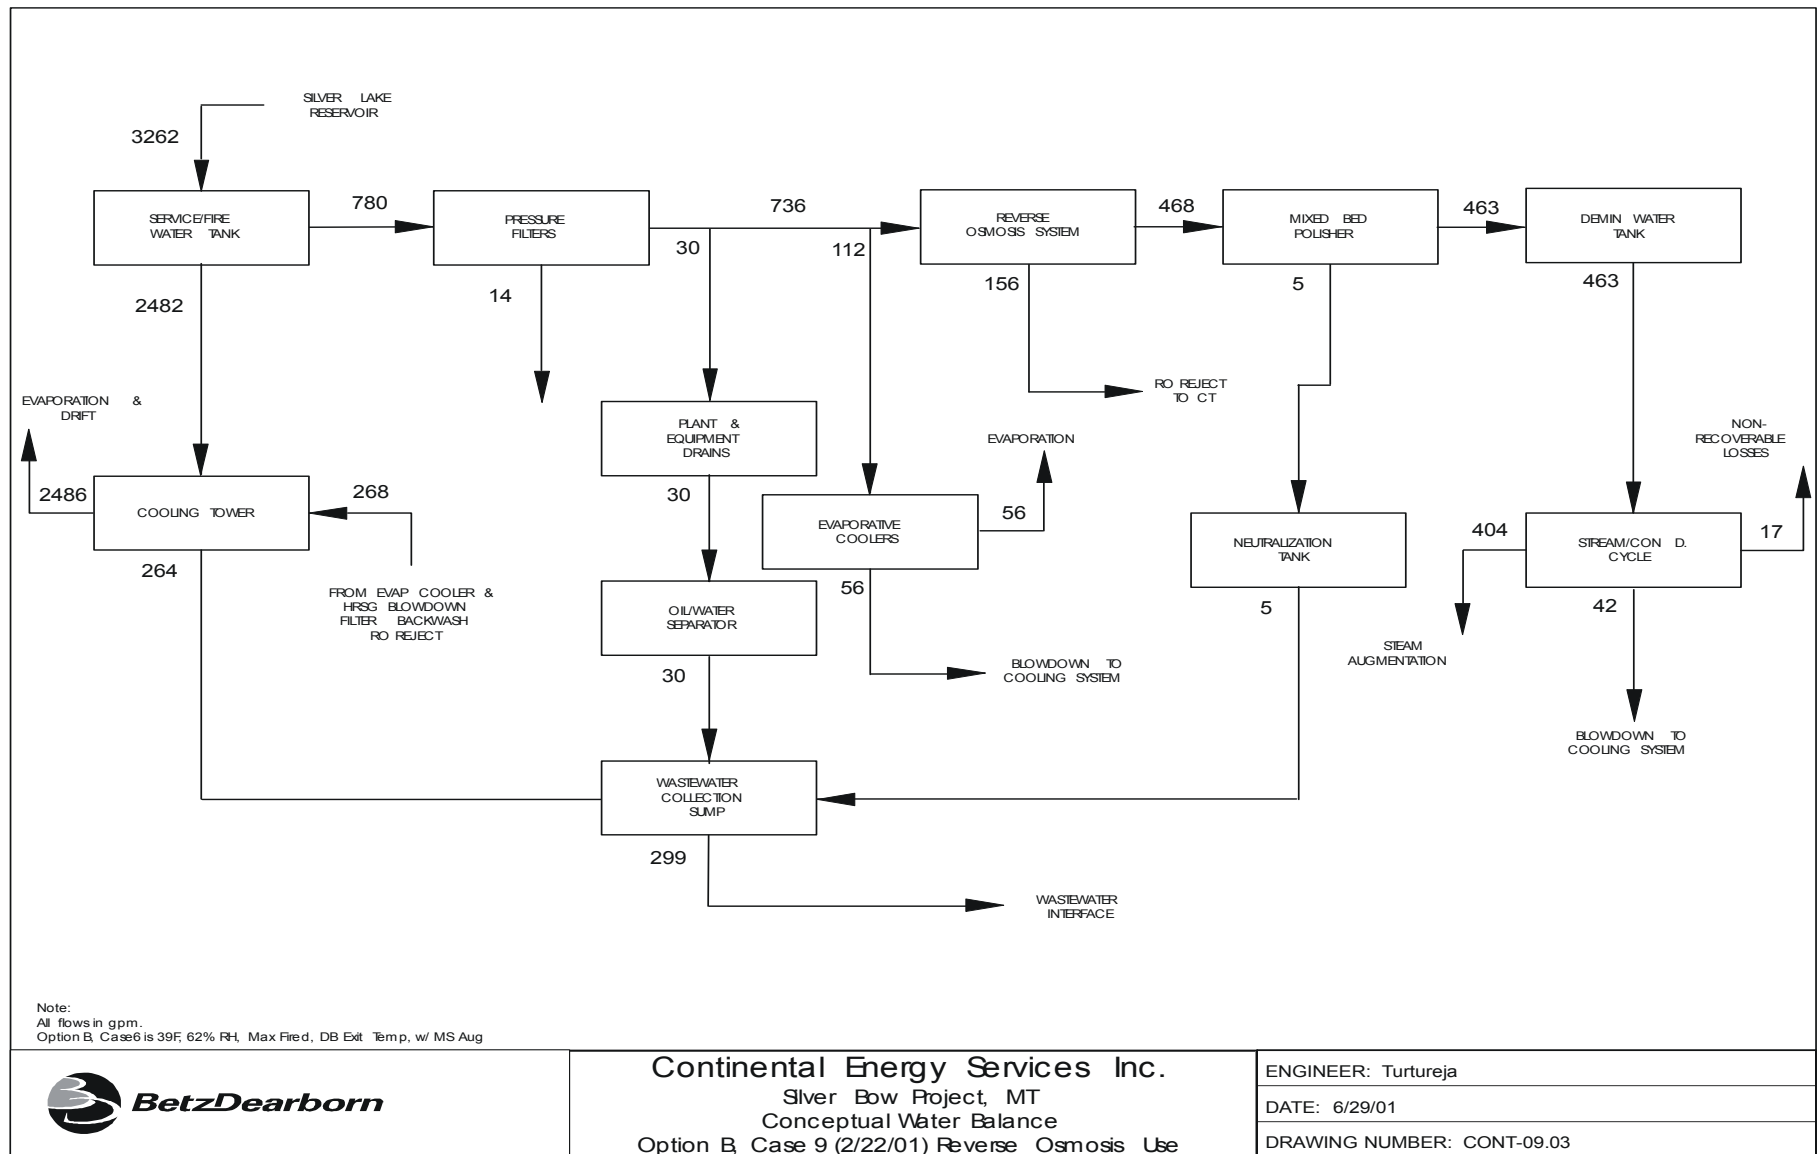 SILVER LAKE
RESERVOIR
3262
SERVICE/FIRE
WATER TANK
780
PRESSURE
FILTERS
736
REVERSE
OSMOSIS SYSTEM
468
MIXED BED
POLISHER
463
DEMIN WATER
TANK
2482
14
30
112
156
5
463
RO REJECT
TO CT
EVAPORATION &
DRIFT
2486
COOLING TOWER
268
264
FROM EVAP COOLER &
HRSG BLOWDOWN
FILTER BACKWASH
RO REJECT
PLANT &
EQUIPMENT
DRAINS
30
EVAPORATION
56
EVAPORATIVE
COOLERS
56
BLOWDOWN TO
COOLING SYSTEM
OIL/WATER
SEPARATOR
30
NEUTRALIZATION
TANK
5
NON-
RECOVERABLE
LOSSES
404
STREAM/CON D.
CYCLE
17
42
STEAM
AUGMENTATION
BLOWDOWN TO
COOLING SYSTEM
WASTEWATER
COLLECTION
SUMP
299
WASTEWATER
INTERFACE
Note:
All flows in gpm.
Option B, Case6 is 39F, 62% RH, Max Fired, DB Exit Temp, w/ MS Aug
BetzDearborn
Continental Energy Services Inc.
Silver Bow Project, MT
Conceptual Water Balance
Option B, Case 9 (2/22/01) Reverse Osmosis Use
ENGINEER: Turtureja
DATE: 6/29/01
DRAWING NUMBER: CONT-09.03